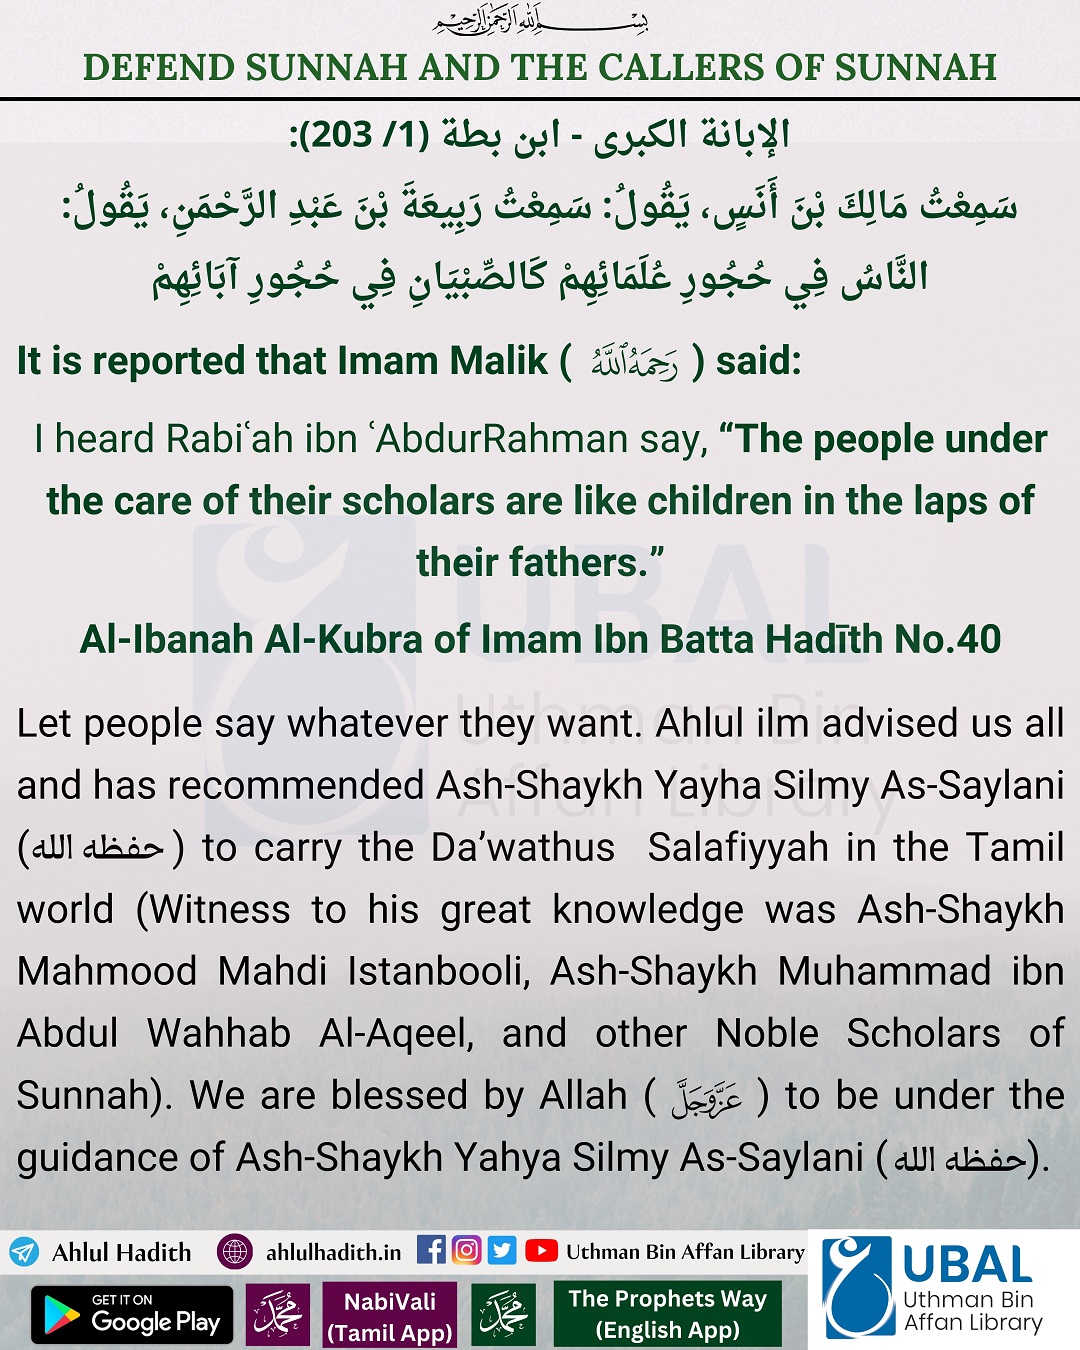 بِسْمِ اللَّهِ الرَّحْمَنِ الرَّحِيمِ
DEFEND SUNNAH AND THE CALLERS OF SUNNAH
الإبانة الكبرى - ابن بطة (1/ 203):
سَمِعْتُ مَالِكَ بْنَ أَنَسٍ، يَقُولُ: سَمِعْتُ رَبِيعَةَ بْنَ عَبْدِ الرَّحْمَنِ، يَقُولُ:
النَّاسُ فِي حُجُورِ عُلَمَائِهِمْ كَالصِّبْيَانِ فِي حُجُورِ آبَائِهِمْ
It is reported that Imam Malik ( رَحِمَهُ ٱللَّهُ ) said:
I heard Rabiʿah ibn ʿAbdurRahman say, “The people under
the care of their scholars are like children in the laps of
their fathers.”
Al-Ibanah Al-Kubra of Imam Ibn Batta Hadīth No.40
Let people say whatever they want. Ahlul ilm advised us all
and has recommended Ash-Shaykh Yayha Silmy As-Saylani
(حفظه الله ) to carry the Da’wathus Salafiyyah in the Tamil
world (Witness to his great knowledge was Ash-Shaykh
Mahmood Mahdi Istanbooli, Ash-Shaykh Muhammad ibn
Abdul Wahhab Al-Aqeel, and other Noble Scholars of
Sunnah). We are blessed by Allah ( عَزَّوَجَلَّ ) to be under the
guidance of Ash-Shaykh Yahya Silmy As-Saylani (حفظه الله).
UBAL
Uthman Bin
Affan Library
Ahlul Hadith ahlulhadith.in Uthman Bin Affan Library
GET IT ON
Google Play
مُحَمَّد
NabiVali
(Tamil App)
مُحَمَّد
The Prophets Way
(English App)
UBAL
Uthman Bin
Affan Library